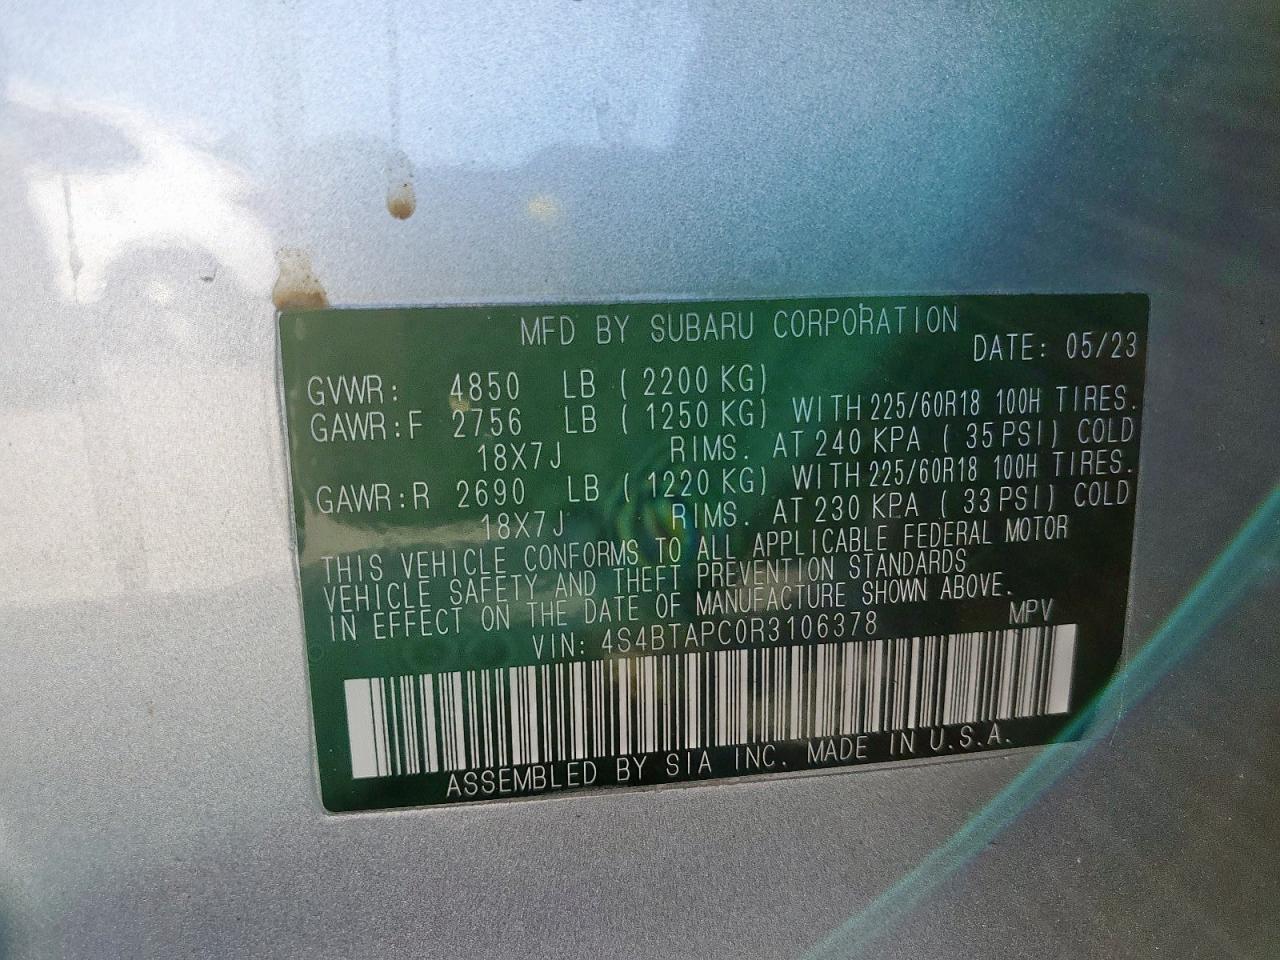 MFD BY SUBARU CORPORATION
DATE: 05/23
GVWR: 4850 LB ( 2200 KG)
GAWR:F 2756 LB ( 1250 KG) WITH 225/60R18 100H TIRES.
18X7J RIMS. AT 240 KPA ( 35 PSI) COLD
GAWR:R 2690 LB ( 1220 KG) WITH 225/60R18 100H TIRES.
18X7J RIMS. AT 230 KPA ( 33 PSI) COLD
THIS VEHICLE CONFORMS TO ALL APPLICABLE FEDERAL MOTOR
VEHICLE SAFETY AND THEFT PREVENTION STANDARDS
IN EFFECT ON THE DATE OF MANUFACTURE SHOWN ABOVE.
VIN: 4S4BTAPC0R3106378 MPV
ASSEMBLED BY SIA INC. MADE IN U.S.A.